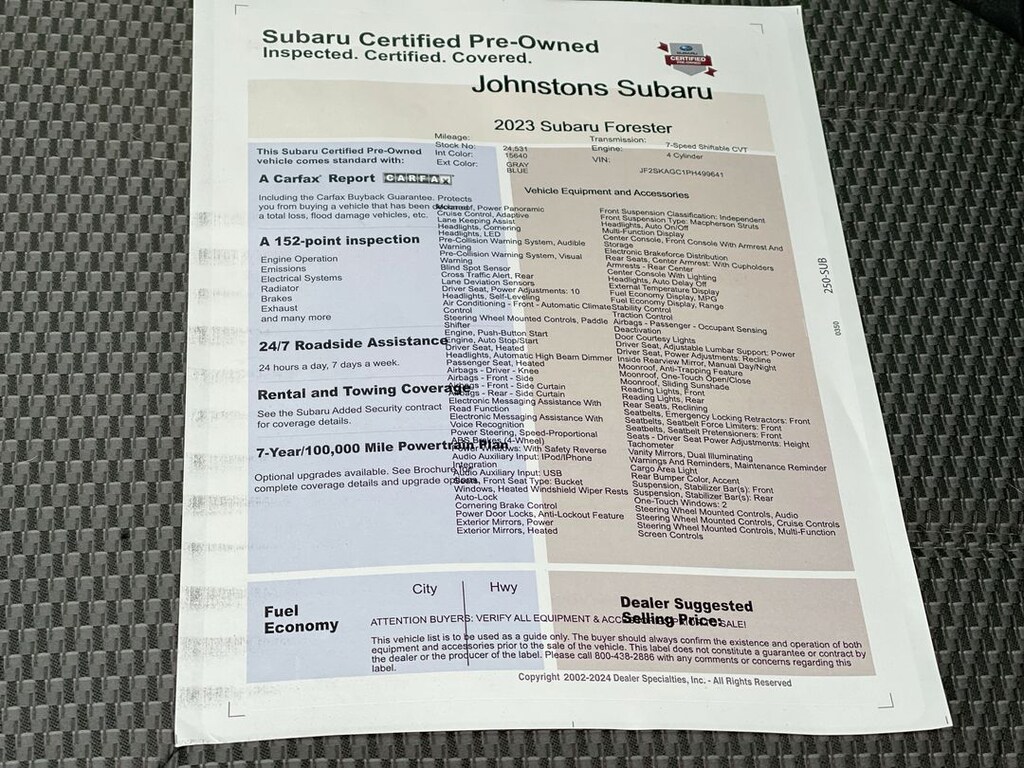 Subaru Certified Pre-Owned
Inspected. Certified. Covered.
SUBARU
CERTIFIED
PRE-OWNED
Johnstons Subaru
2023 Subaru Forester
Mileage: 24,531
Stock No: 15640
Int Color: GRAY
Ext Color: BLUE
Transmission: 7-Speed Shiftable CVT
Engine: 4 Cylinder
VIN: JF2SKAGC1PH499641
This Subaru Certified Pre-Owned
vehicle comes standard with:
A Carfax Report CARFAX
Including the Carfax Buyback Guarantee. Protects
you from buying a vehicle that has been declared
a total loss, flood damage vehicles, etc.
A 152-point inspection
Engine Operation
Emissions
Electrical Systems
Radiator
Brakes
Exhaust
and many more
24/7 Roadside Assistance
24 hours a day, 7 days a week.
Rental and Towing Coverage
See the Subaru Added Security contract
for coverage details.
7-Year/100,000 Mile Powertrain Plan
Optional upgrades available. See Brochure for
complete coverage details and upgrade options.
Vehicle Equipment and Accessories
Moonroof, Power Panoramic
Cruise Control, Adaptive
Lane Keeping Assist
Headlights, Cornering
Headlights, LED
Pre-Collision Warning System, Audible
Warning
Pre-Collision Warning System, Visual
Warning
Blind Spot Sensor
Cross Traffic Alert, Rear
Lane Deviation Sensors
Driver Seat, Power Adjustments: 10
Headlights, Self-Leveling
Air Conditioning - Front - Automatic Climate
Control
Steering Wheel Mounted Controls, Paddle
Shifter
Engine, Push-Button Start
Engine, Auto Stop/Start
Driver Seat, Heated
Headlights, Automatic High Beam Dimmer
Passenger Seat, Heated
Airbags - Driver - Knee
Airbags - Front - Side
Airbags - Front - Side Curtain
Airbags - Rear - Side Curtain
Electronic Messaging Assistance With
Read Function
Electronic Messaging Assistance With
Voice Recognition
Power Steering, Speed-Proportional
ABS Brakes (4-Wheel)
Power Windows: With Safety Reverse
Audio Auxiliary Input: IPod/IPhone
Integration
Audio Auxiliary Input: USB
Seats, Front Seat Type: Bucket
Windows, Heated Windshield Wiper Rests
Auto-Lock
Cornering Brake Control
Power Door Locks, Anti-Lockout Feature
Exterior Mirrors, Power
Exterior Mirrors, Heated
Front Suspension Classification: Independent
Front Suspension Type: Macpherson Struts
Headlights, Auto On/Off
Multi-Function Display
Center Console, Front Console With Armrest And
Storage
Electronic Brakeforce Distribution
Rear Seats, Center Armrest: With Cupholders
Armrests - Rear Center
Center Console With Lighting
Headlights, Auto Delay Off
External Temperature Display
Fuel Economy Display, MPG
Fuel Economy Display, Range
Stability Control
Traction Control
Airbags - Passenger - Occupant Sensing
Deactivation
Door Courtesy Lights
Driver Seat, Adjustable Lumbar Support: Power
Driver Seat, Power Adjustments: Recline
Inside Rearview Mirror, Manual Day/Night
Moonroof, Anti-Trapping Feature
Moonroof, One-Touch Open/Close
Moonroof, Sliding Sunshade
Reading Lights, Front
Reading Lights, Rear
Rear Seats, Reclining
Seatbelts, Emergency Locking Retractors: Front
Seatbelts, Seatbelt Force Limiters: Front
Seatbelts, Seatbelt Pretensioners: Front
Seats - Driver Seat Power Adjustments: Height
Tachometer
Vanity Mirrors, Dual Illuminating
Warnings And Reminders, Maintenance Reminder
Cargo Area Light
Rear Bumper Color, Accent
Suspension, Stabilizer Bar(s): Front
Suspension, Stabilizer Bar(s): Rear
One-Touch Windows: 2
Steering Wheel Mounted Controls, Audio
Steering Wheel Mounted Controls, Cruise Controls
Steering Wheel Mounted Controls, Multi-Function
Screen Controls
250-SUB
0350
Fuel
Economy
City
Hwy
Dealer Suggested
Selling Price:
ATTENTION BUYERS: VERIFY ALL EQUIPMENT & SALE!
This vehicle list is to be used as a guide only. The buyer should always confirm the existence and operation of both
equipment and accessories prior to the sale of the vehicle. This label does not constitute a guarantee or contract by
the dealer or the producer of the label. Please call 800-438-2886 with any comments or concerns regarding this
label.
Copyright 2002-2024 Dealer Specialties, Inc. - All Rights Reserved